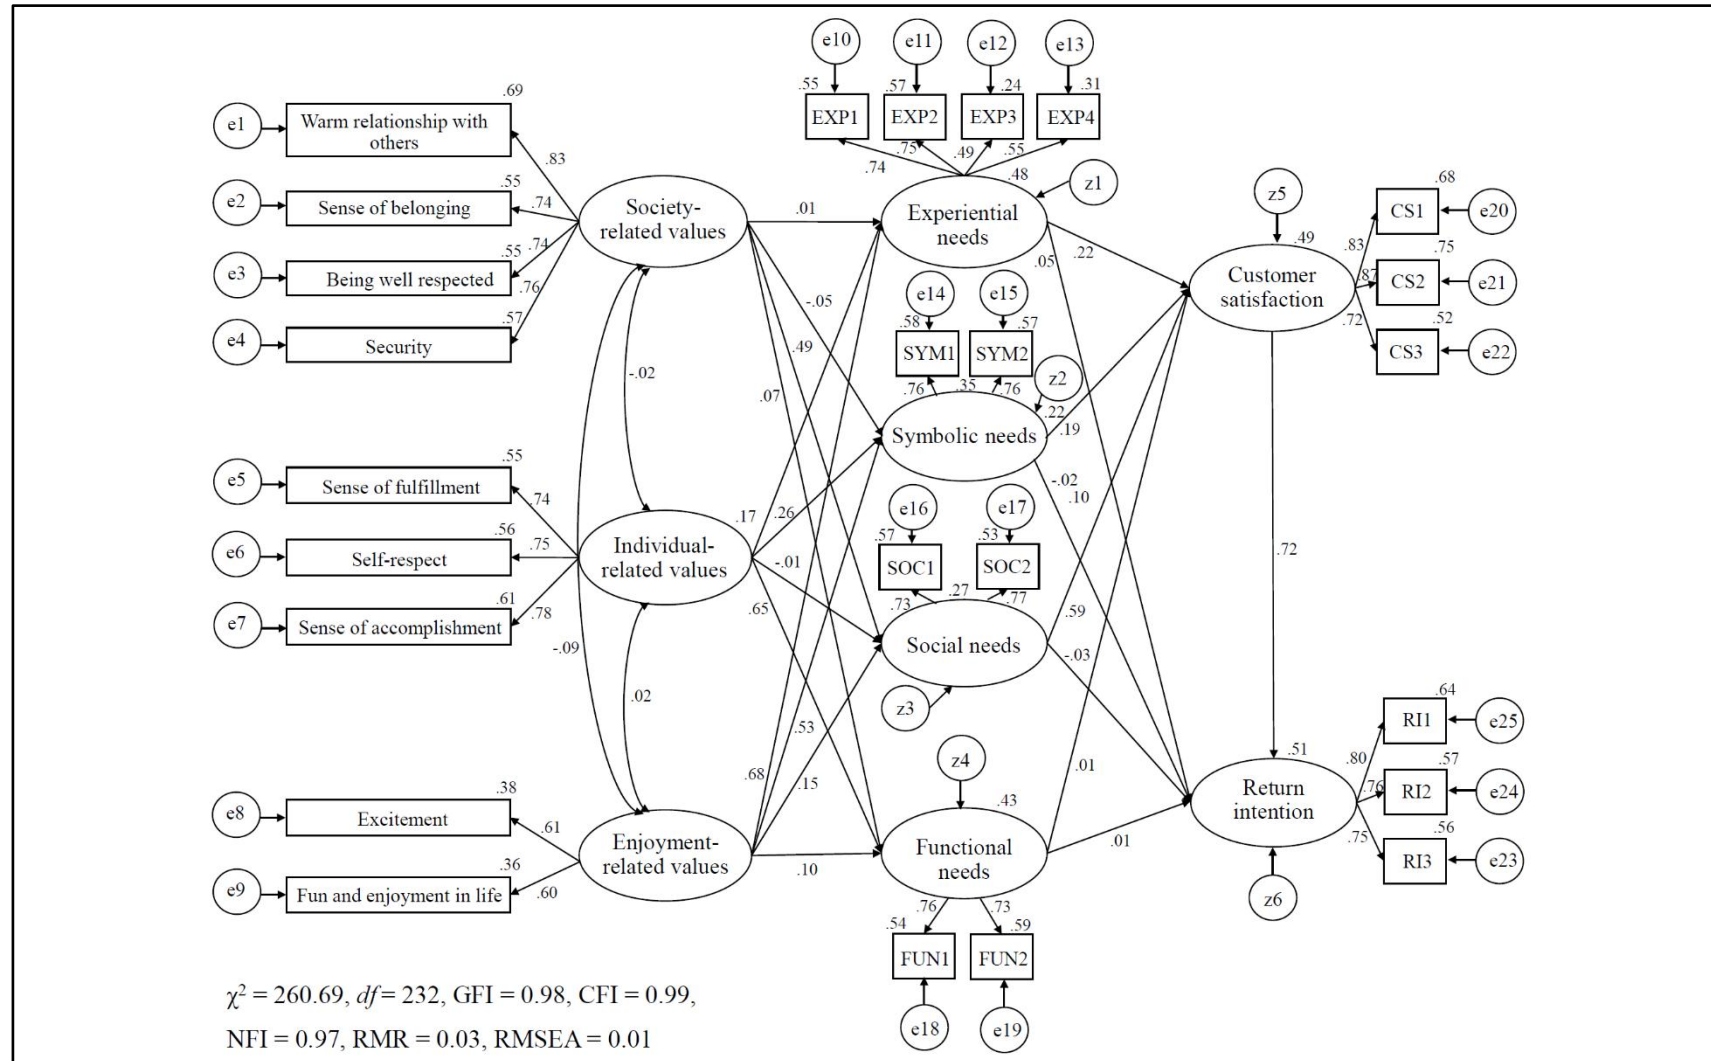 e10
e11
e12
e13
.55
.57
.24
.31
EXP1
EXP2
EXP3
EXP4
.74
.75
.49
.55
.48
z1
e1
Warm relationship with
others
.69
.83
e2
Sense of belonging
.55
.74
e3
Being well respected
.55
.74
e4
Security
.57
.76
Society-
related values
.01
-.05
.49
.07
Experiential
needs
.22
.05
z5
.49
Customer
satisfaction
.83
.87
.72
.68
CS1
e20
.75
CS2
e21
.52
CS3
e22
e14
e15
.58
.57
SYM1
SYM2
.76
.35
.76
z2
Symbolic needs
.22
.19
-.02
.10
-.02
e5
Sense of fulfillment
.55
.74
e6
Self-respect
.56
.75
e7
Sense of accomplishment
.61
.78
Individual-
related values
.17
.26
-.01
.65
e16
e17
.57
.53
SOC1
SOC2
.73
.27
.77
Social needs
z3
.59
-.03
.72
-.09
.02
e8
Excitement
.38
.61
e9
Fun and enjoyment in life
.36
.60
Enjoyment-
related values
.68
.53
.15
.10
z4
.43
Functional
needs
.01
.01
.76
.73
.54
.59
FUN1
FUN2
e18
e19
.51
Return
intention
z6
.80
.76
.75
.64
RI1
e25
.57
RI2
e24
.56
RI3
e23
χ² = 260.69, df = 232, GFI = 0.98, CFI = 0.99,
NFI = 0.97, RMR = 0.03, RMSEA = 0.01